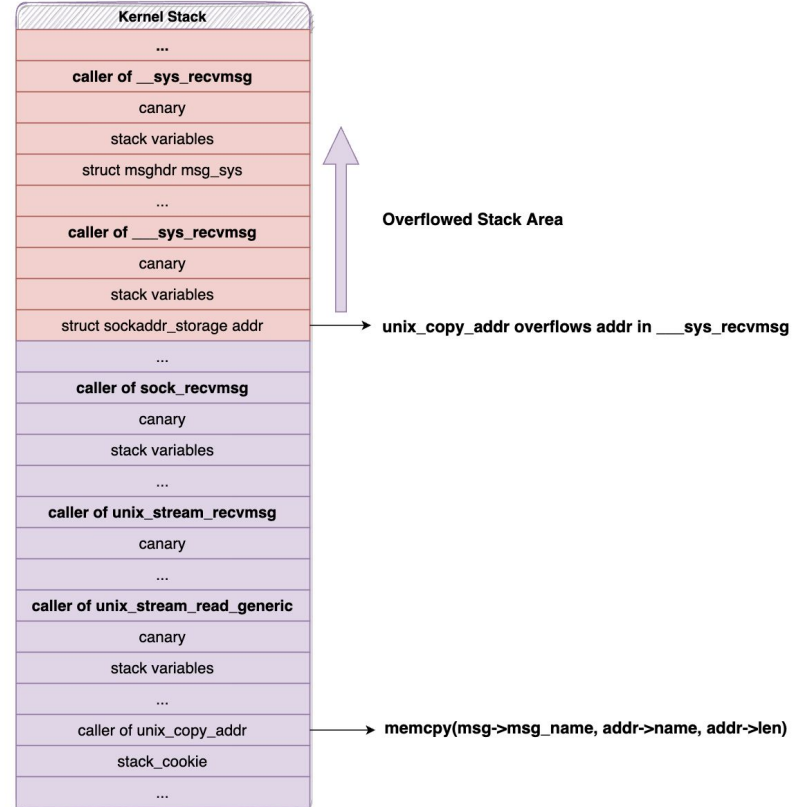 Kernel Stack
...
caller of __sys_recvmsg
canary
stack variables
struct msghdr msg_sys
...
Overflowed Stack Area
caller of ___sys_recvmsg
canary
stack variables
struct sockaddr_storage addr
unix_copy_addr overflows addr in ___sys_recvmsg
...
caller of sock_recvmsg
canary
stack variables
...
caller of unix_stream_recvmsg
canary
...
caller of unix_stream_read_generic
canary
stack variables
...
caller of unix_copy_addr
memcpy(msg->msg_name, addr->name, addr->len)
stack_cookie
...